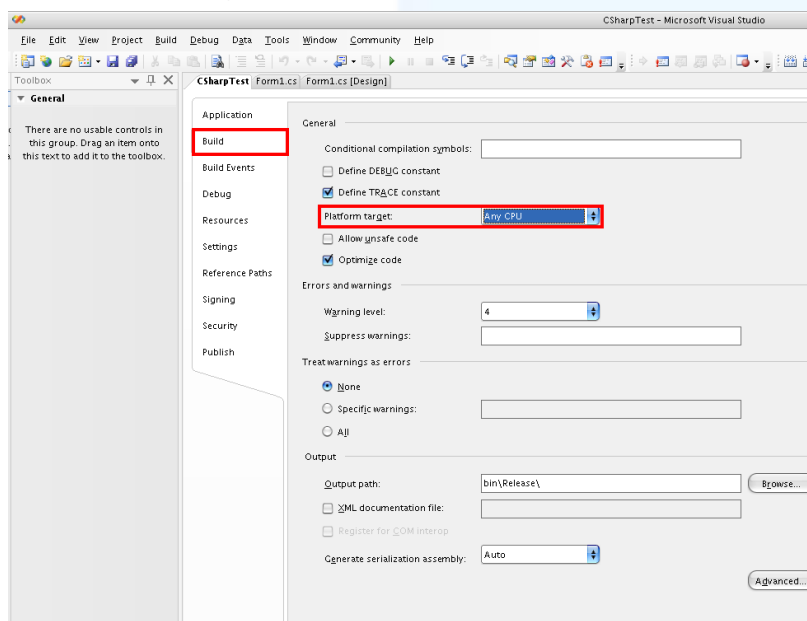 CSharpTest - Microsoft Visual Studio
File Edit View Project Build Debug Data Tools Window Community Help
Toolbox
CSharpTest Form1.cs Form1.cs [Design]
General
There are no usable controls in
this group. Drag an item onto
this text to add it to the toolbox.
Application
Build
Build Events
Debug
Resources
Settings
Reference Paths
Signing
Security
Publish
General
Conditional compilation symbols:
Define DEBUG constant
Define TRACE constant
Platform target: Any CPU
Allow unsafe code
Optimize code
Errors and warnings
Warning level: 4
Suppress warnings:
Treat warnings as errors
None
Specific warnings:
All
Output
Output path: bin\Release\ Browse...
XML documentation file:
Register for COM interop
Generate serialization assembly: Auto
Advanced...